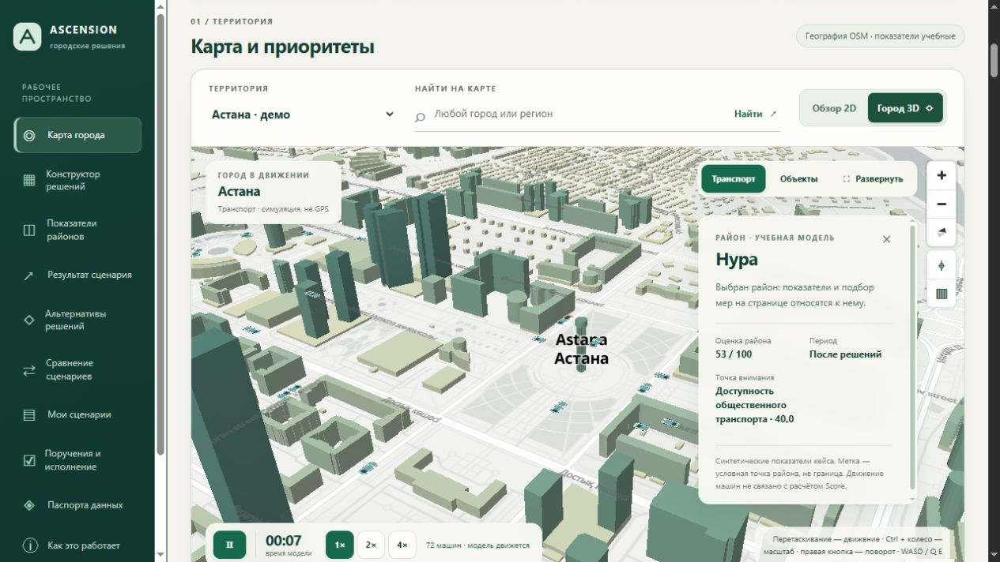 ASCENSION
городские решения
РАБОЧЕЕ
ПРОСТРАНСТВО
Карта города
Конструктор
решений
Показатели
районов
Результат сценария
Альтернативы
решений
Сравнение
сценариев
Мои сценарии
Поручения и
исполнение
Паспорта данных
Как это работает
01 / ТЕРРИТОРИЯ
Карта и приоритеты
География OSM · показатели учебные
ТЕРРИТОРИЯ
Астана · демо
НАЙТИ НА КАРТЕ
Любой город или регион
Найти ↗
Обзор 2D
Город 3D
ГОРОД В ДВИЖЕНИИ
Астана
Транспорт · симуляция, не GPS
Транспорт
Объекты
Развернуть
РАЙОН · УЧЕБНАЯ МОДЕЛЬ
Нура
Выбран район: показатели и подбор
мер на странице относятся к нему.
Оценка района
53 / 100
Период
После решений
Точка внимания
Доступность
общественного
транспорта · 40,0
Синтетические показатели кейса. Метка —
условная точка района, не граница. Движение
машин не связано с расчётом Score.
Astana
Астана
Достық көшесі
Достық көшесі
street
00:07
время модели
1×
2×
4×
72 машин · модель движется
Перетаскивание — движение · Ctrl + колесо —
масштаб · правая кнопка — поворот · WASD / Q E